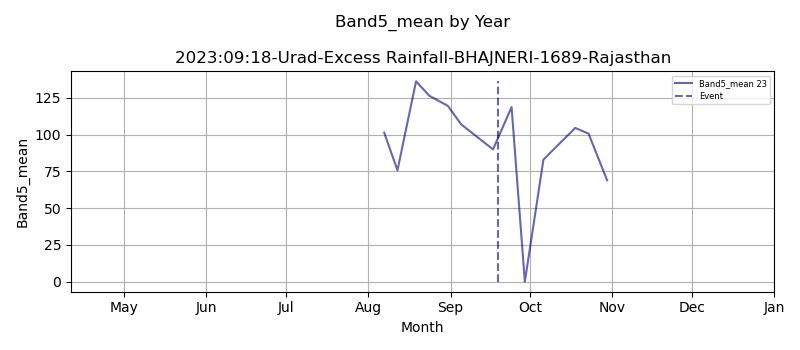 Band5_mean by Year
2023:09:18-Urad-Excess Rainfall-BHAJNERI-1689-Rajasthan
Band5_mean 23
Event
125
100
75
50
25
0
Band5_mean
May Jun Jul Aug Sep Oct Nov Dec Jan
Month